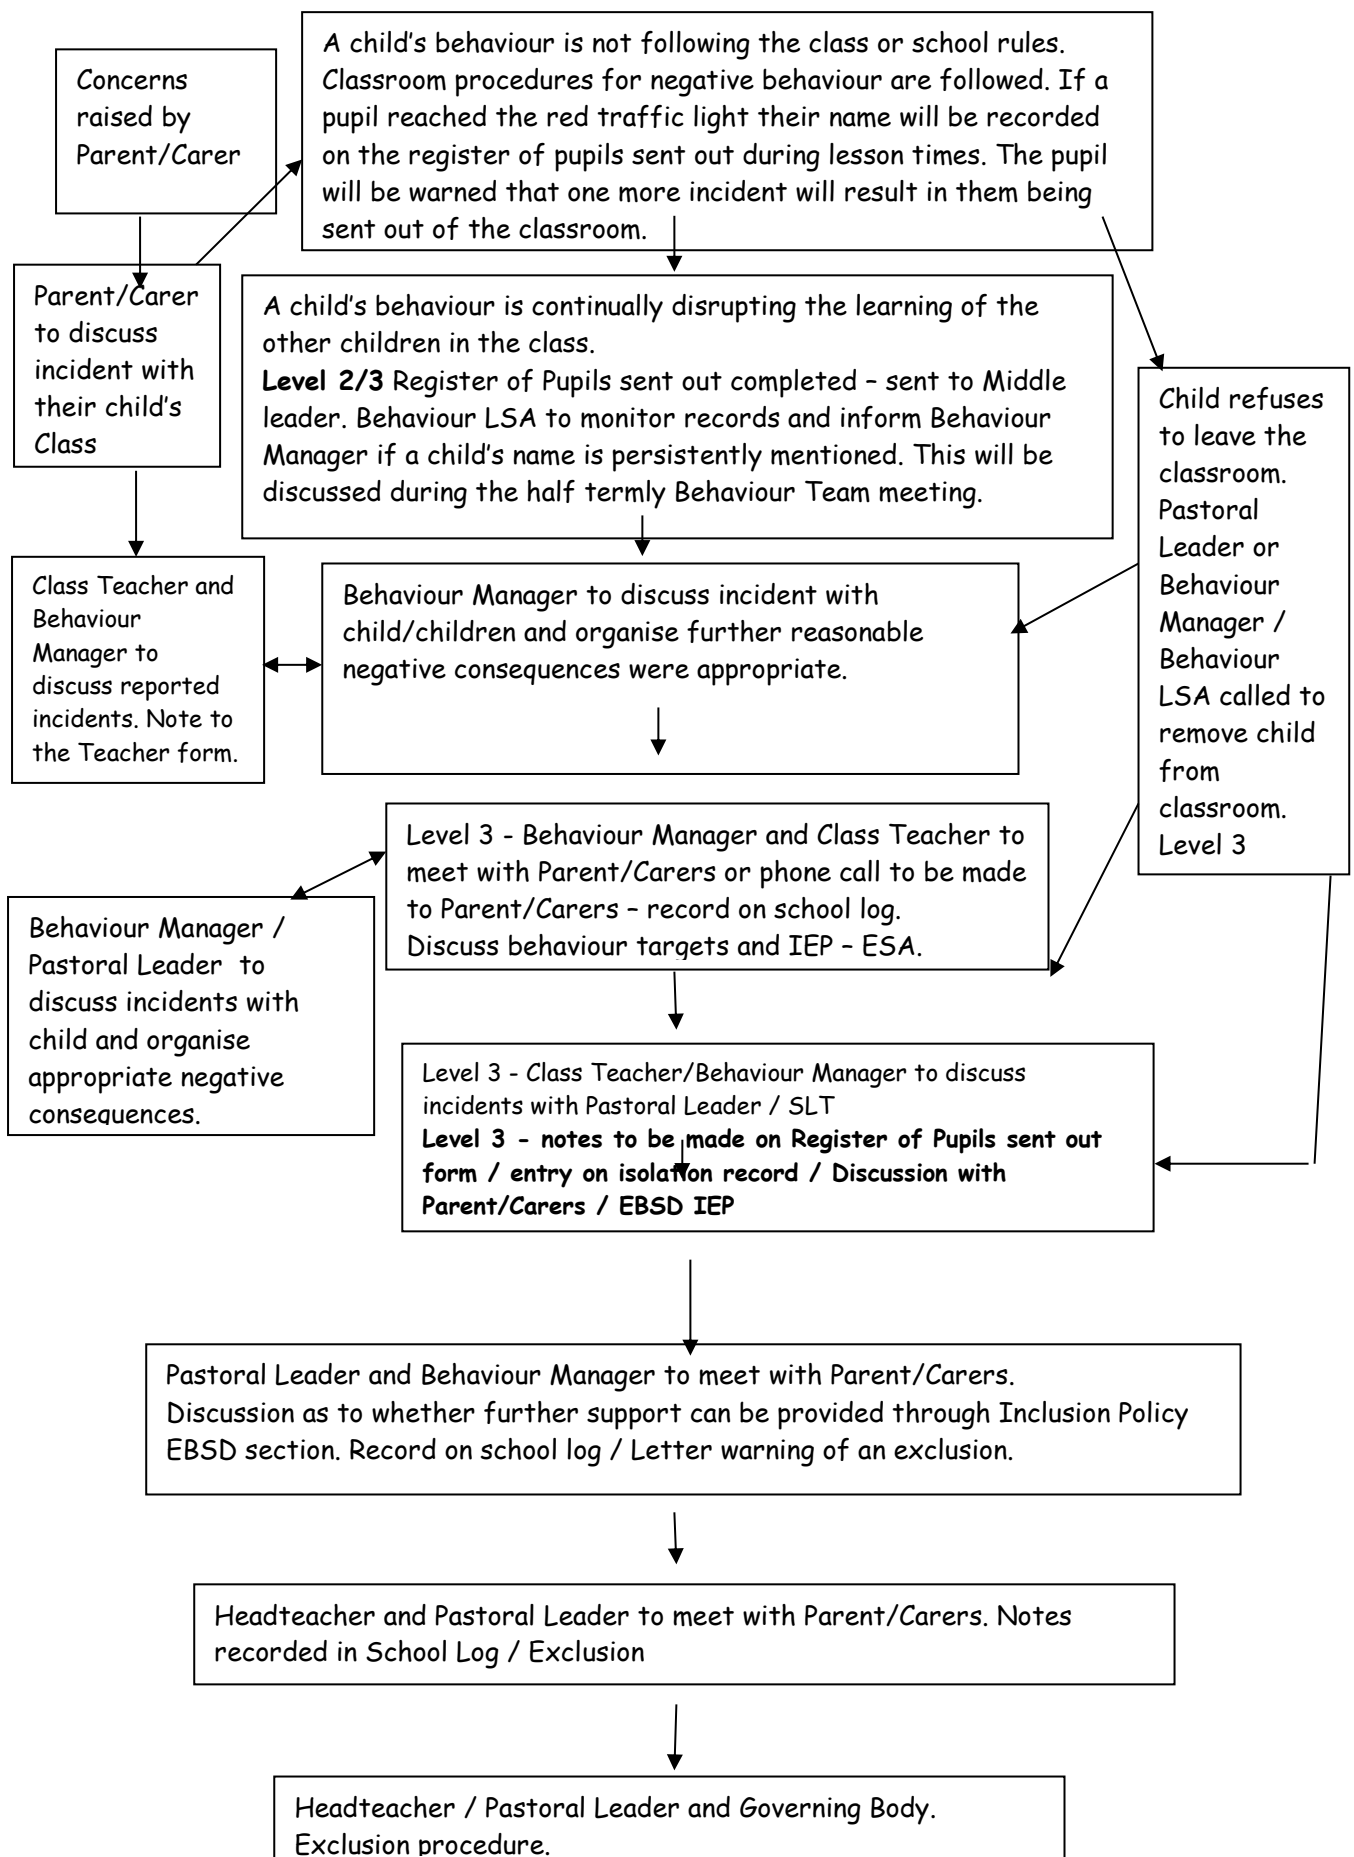 Concerns
raised by
Parent/Carer
A child's behaviour is not following the class or school rules.
Classroom procedures for negative behaviour are followed. If a
pupil reached the red traffic light their name will be recorded
on the register of pupils sent out during lesson times. The pupil
will be warned that one more incident will result in them being
sent out of the classroom.
Parent/Carer
to discuss
incident with
their child's
Class
A child's behaviour is continually disrupting the learning of the
other children in the class.
Level 2/3 Register of Pupils sent out completed – sent to Middle
leader. Behaviour LSA to monitor records and inform Behaviour
Manager if a child's name is persistently mentioned. This will be
discussed during the half termly Behaviour Team meeting.
Child refuses
to leave the
classroom.
Pastoral
Leader or
Behaviour
Manager /
Behaviour
LSA called to
remove child
from
classroom.
Level 3
Class Teacher and
Behaviour
Manager to
discuss reported
incidents. Note to
the Teacher form.
Behaviour Manager to discuss incident with
child/children and organise further reasonable
negative consequences were appropriate.
Level 3 - Behaviour Manager and Class Teacher to
meet with Parent/Carers or phone call to be made
to Parent/Carers – record on school log.
Discuss behaviour targets and IEP – ESA.
Behaviour Manager /
Pastoral Leader to
discuss incidents with
child and organise
appropriate negative
consequences.
Level 3 - Class Teacher/Behaviour Manager to discuss
incidents with Pastoral Leader / SLT
Level 3 - notes to be made on Register of Pupils sent out
form / entry on isolation record / Discussion with
Parent/Carers / EBSD IEP
Pastoral Leader and Behaviour Manager to meet with Parent/Carers.
Discussion as to whether further support can be provided through Inclusion Policy
EBSD section. Record on school log / Letter warning of an exclusion.
Headteacher and Pastoral Leader to meet with Parent/Carers. Notes
recorded in School Log / Exclusion
Headteacher / Pastoral Leader and Governing Body.
Exclusion procedure.